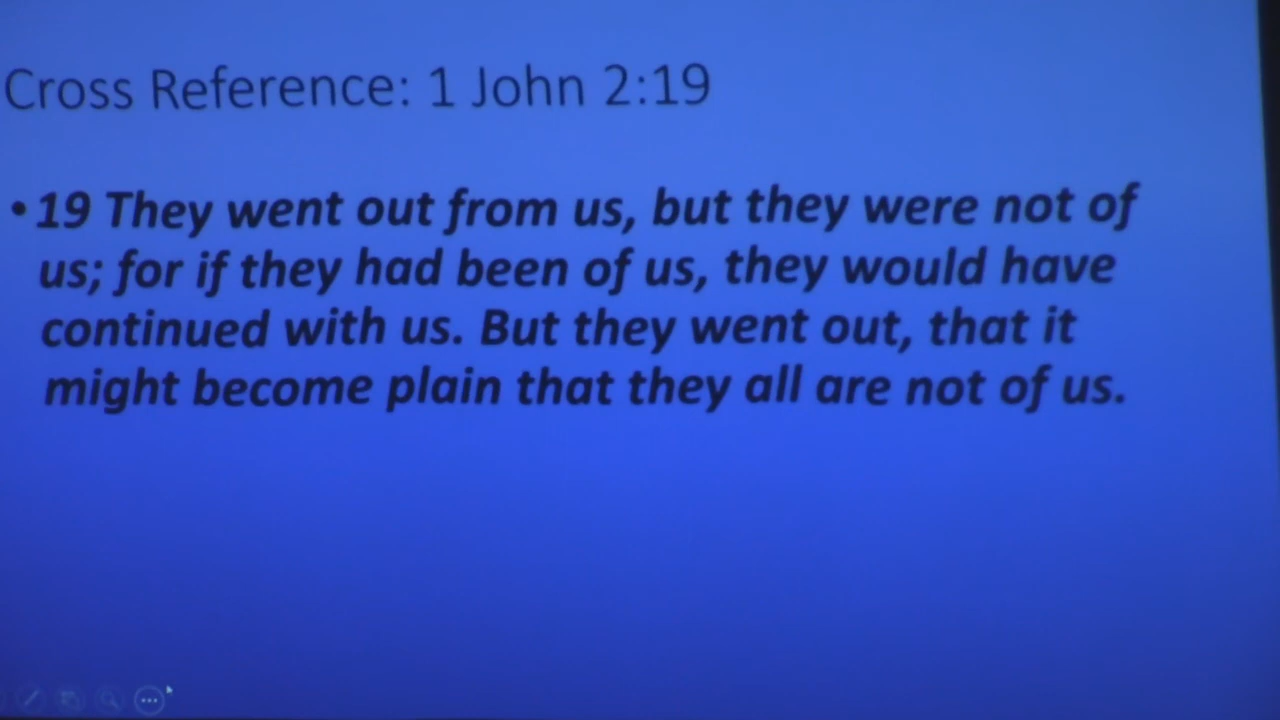 Cross Reference: 1 John 2:19
• 19 They went out from us, but they were not of
us; for if they had been of us, they would have
continued with us. But they went out, that it
might become plain that they all are not of us.